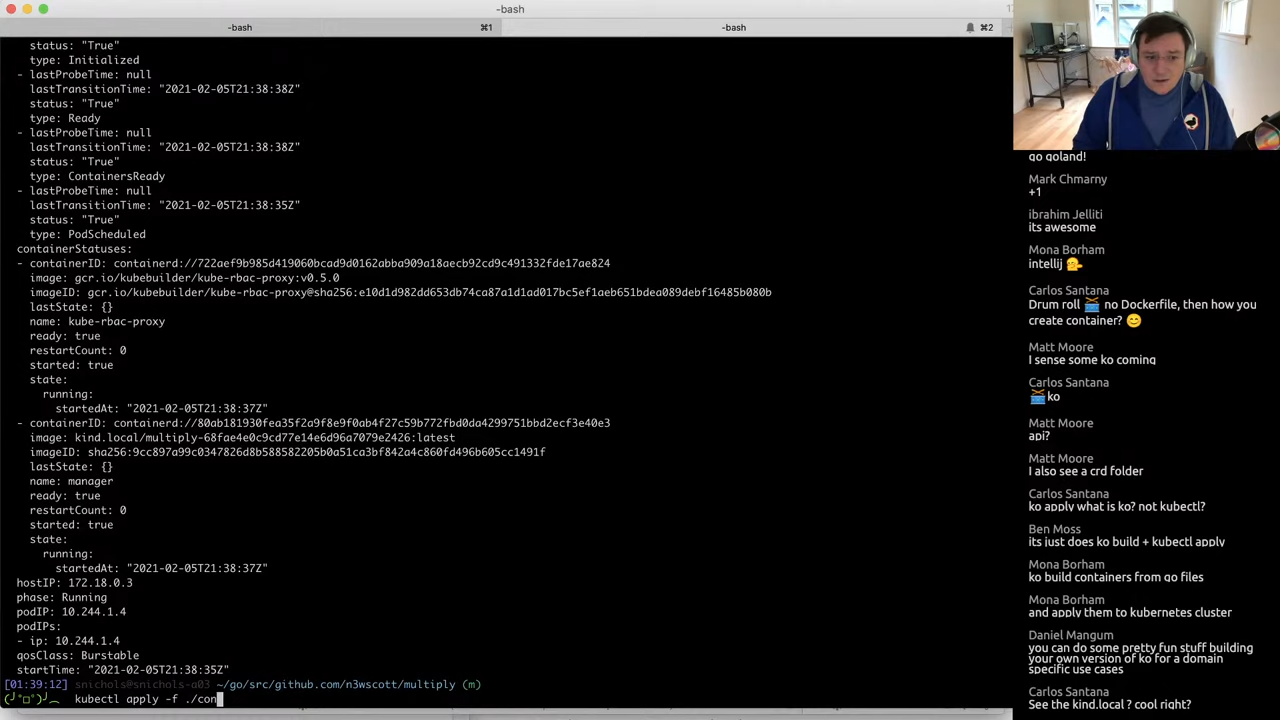 -bash
-bash
⌘1
-bash
⌘2
status: "True"
type: Initialized
- lastProbeTime: null
lastTransitionTime: "2021-02-05T21:38:38Z"
status: "True"
type: Ready
- lastProbeTime: null
lastTransitionTime: "2021-02-05T21:38:38Z"
status: "True"
type: ContainersReady
- lastProbeTime: null
lastTransitionTime: "2021-02-05T21:38:35Z"
status: "True"
type: PodScheduled
containerStatuses:
- containerID: containerd://722aef9b985d419060bcad9d0162abba909a18aecb92cd9c491332fde17ae824
image: gcr.io/kubebuilder/kube-rbac-proxy:v0.5.0
imageID: gcr.io/kubebuilder/kube-rbac-proxy@sha256:e10d1d982dd653db74ca87a1d1ad017bc5ef1aeb651bdea089debf16485b080b
lastState: {}
name: kube-rbac-proxy
ready: true
restartCount: 0
started: true
state:
running:
startedAt: "2021-02-05T21:38:37Z"
- containerID: containerd://80ab181930fea35f2a9f8e9f0ab4f27c59b772fbd0da4299751bbd2ecf3e40e3
image: kind.local/multiply-68fae4e0c9cd77e14e6d96a7079e2426:latest
imageID: sha256:9cc897a99c0347826d8b588582205b0a51ca3bf842a4c860fd496b605cc1491f
lastState: {}
name: manager
ready: true
restartCount: 0
started: true
state:
running:
startedAt: "2021-02-05T21:38:37Z"
hostIP: 172.18.0.3
phase: Running
podIP: 10.244.1.4
podIPs:
- ip: 10.244.1.4
qosClass: Burstable
startTime: "2021-02-05T21:38:35Z"
[01:39:12] snichols@snichols-a03 ~/go/src/github.com/n3wscott/multiply (m)
(╯°□°)╯︵ kubectl apply -f ./con
go goland!
Mark Chmarny
+1
ibrahim Jelliti
its awesome
Mona Borham
intellij 💁
Carlos Santana
Drum roll 🥁 no Dockerfile, then how you
create container? 😊
Matt Moore
I sense some ko coming
Carlos Santana
🥁 ko
Matt Moore
api?
Matt Moore
I also see a crd folder
Carlos Santana
ko apply what is ko? not kubectl?
Ben Moss
its just does ko build + kubectl apply
Mona Borham
ko build containers from go files
Mona Borham
and apply them to kubernetes cluster
Daniel Mangum
you can do some pretty fun stuff building
your own version of ko for a domain
specific use cases
Carlos Santana
See the kind.local ? cool right?